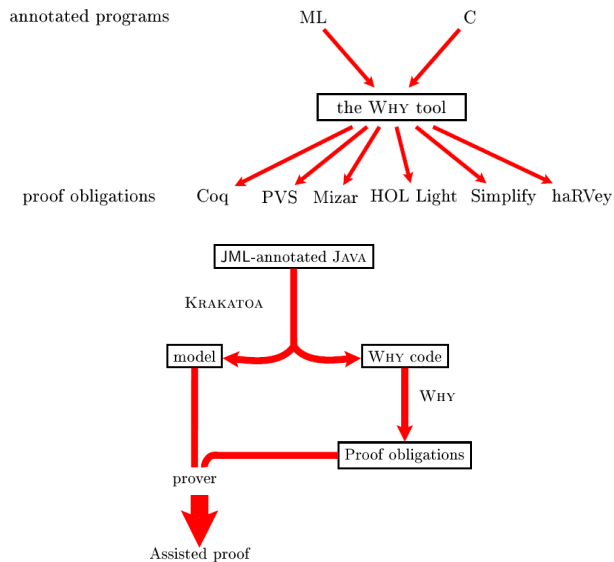 annotated programs ML C
the WHY tool
proof obligations Coq PVS Mizar HOL Light Simplify haRVey
JML-annotated JAVA
KRAKATOA
model WHY code
WHY
Proof obligations
prover
Assisted proof